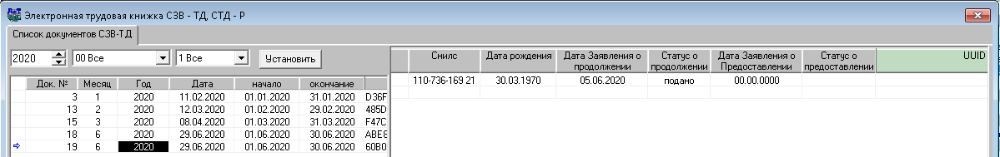 Электронная трудовая книжка СЗВ - ТД, СТД - Р
Список документов СЗВ-ТД
2020 00 Все 1 Все Установить
Док. № Месяц Год Дата начало окончание
3 1 2020 11.02.2020 01.01.2020 31.01.2020 D36F
13 2 2020 12.03.2020 01.02.2020 29.02.2020 485D
15 3 2020 08.04.2020 01.03.2020 31.03.2020 F47C
18 6 2020 29.06.2020 01.06.2020 30.06.2020 ABE8
19 6 2020 29.06.2020 01.06.2020 30.06.2020 60B0
Снилс Дата рождения Дата Заявления о продолжении Статус о продолжении Дата Заявления о Предоставлении Статус о предоставлении UUID
110-736-169 21 30.03.1970 05.06.2020 подано 00.00.0000